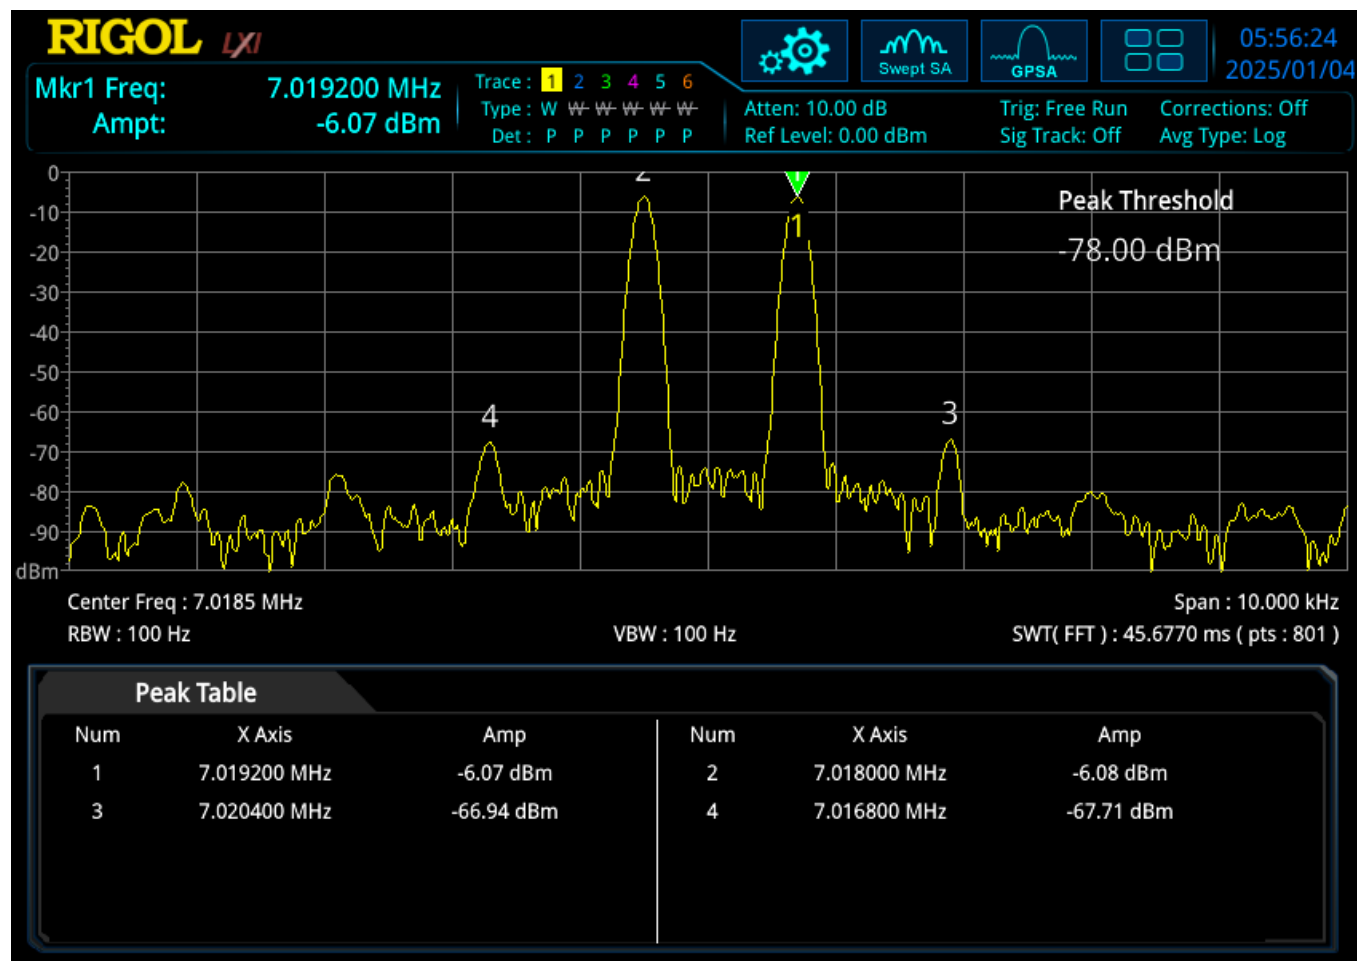 RIGOL LXI
Swept SA
GPSA
05:56:24
2025/01/04
Mkr1 Freq: 7.019200 MHz
Ampt: -6.07 dBm
Trace : 1 2 3 4 5 6
Type : W W W W W W
Det : P P P P P P
Atten: 10.00 dB
Ref Level: 0.00 dBm
Trig: Free Run
Sig Track: Off
Corrections: Off
Avg Type: Log
0
-10
-20
-30
-40
-50
-60
-70
-80
-90
dBm
1
4
3
Peak Threshold
-78.00 dBm
Center Freq : 7.0185 MHz
Span : 10.000 kHz
RBW : 100 Hz
VBW : 100 Hz
SWT( FFT ) : 45.6770 ms ( pts : 801 )
Peak Table
Num X Axis Amp Num X Axis Amp
1 7.019200 MHz -6.07 dBm 2 7.018000 MHz -6.08 dBm
3 7.020400 MHz -66.94 dBm 4 7.016800 MHz -67.71 dBm